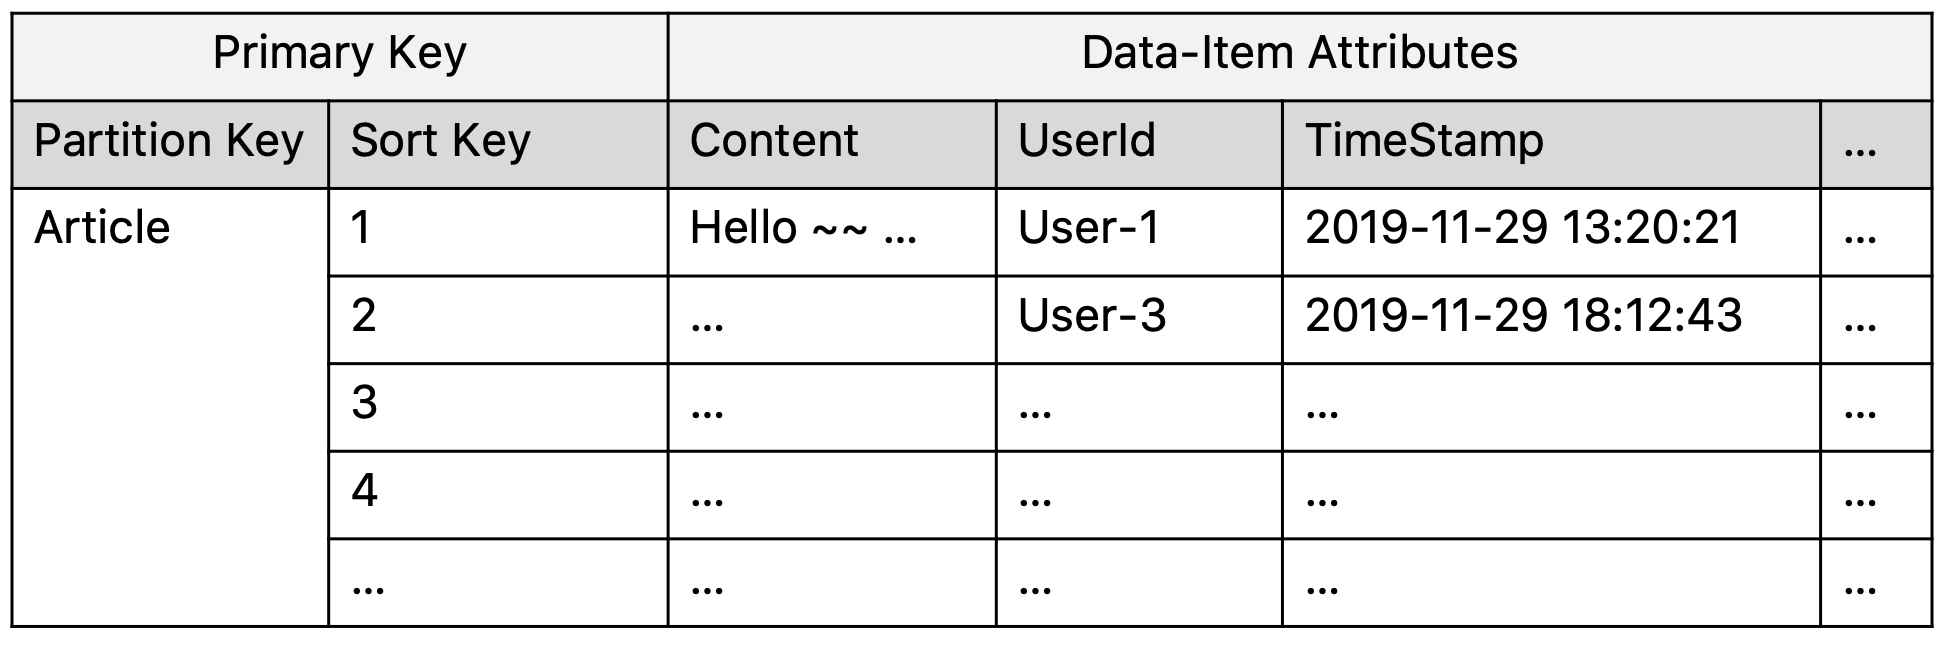 Primary Key Data-Item Attributes
Partition Key Sort Key Content UserId TimeStamp ...
Article 1 Hello ~~ ... User-1 2019-11-29 13:20:21 ...
2 ... User-3 2019-11-29 18:12:43 ...
3 ... ... ... ...
4 ... ... ... ...
... ... ... ... ...